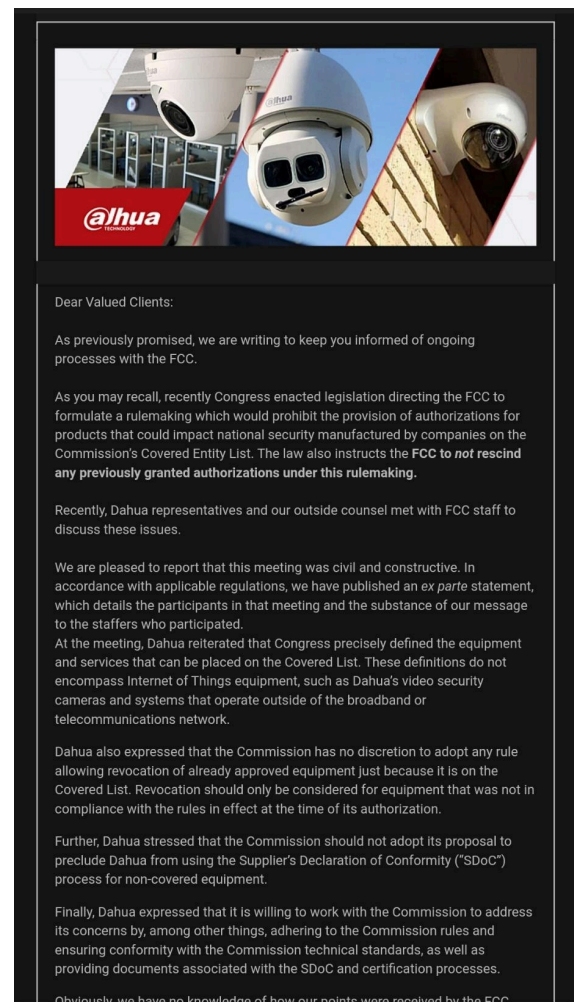 alhua
TECHNOLOGY
alhua
Dear Valued Clients:
As previously promised, we are writing to keep you informed of ongoing
processes with the FCC.
As you may recall, recently Congress enacted legislation directing the FCC to
formulate a rulemaking which would prohibit the provision of authorizations for
products that could impact national security manufactured by companies on the
Commission's Covered Entity List. The law also instructs the FCC to not rescind
any previously granted authorizations under this rulemaking.
Recently, Dahua representatives and our outside counsel met with FCC staff to
discuss these issues.
We are pleased to report that this meeting was civil and constructive. In
accordance with applicable regulations, we have published an ex parte statement,
which details the participants in that meeting and the substance of our message
to the staffers who participated.
At the meeting, Dahua reiterated that Congress precisely defined the equipment
and services that can be placed on the Covered List. These definitions do not
encompass Internet of Things equipment, such as Dahua's video security
cameras and systems that operate outside of the broadband or
telecommunications network.
Dahua also expressed that the Commission has no discretion to adopt any rule
allowing revocation of already approved equipment just because it is on the
Covered List. Revocation should only be considered for equipment that was not in
compliance with the rules in effect at the time of its authorization.
Further, Dahua stressed that the Commission should not adopt its proposal to
preclude Dahua from using the Supplier's Declaration of Conformity ("SDoC")
process for non-covered equipment.
Finally, Dahua expressed that it is willing to work with the Commission to address
its concerns by, among other things, adhering to the Commission rules and
ensuring conformity with the Commission technical standards, as well as
providing documents associated with the SDoC and certification processes.
Obviously, we have no knowledge of how our points were received by the FCC